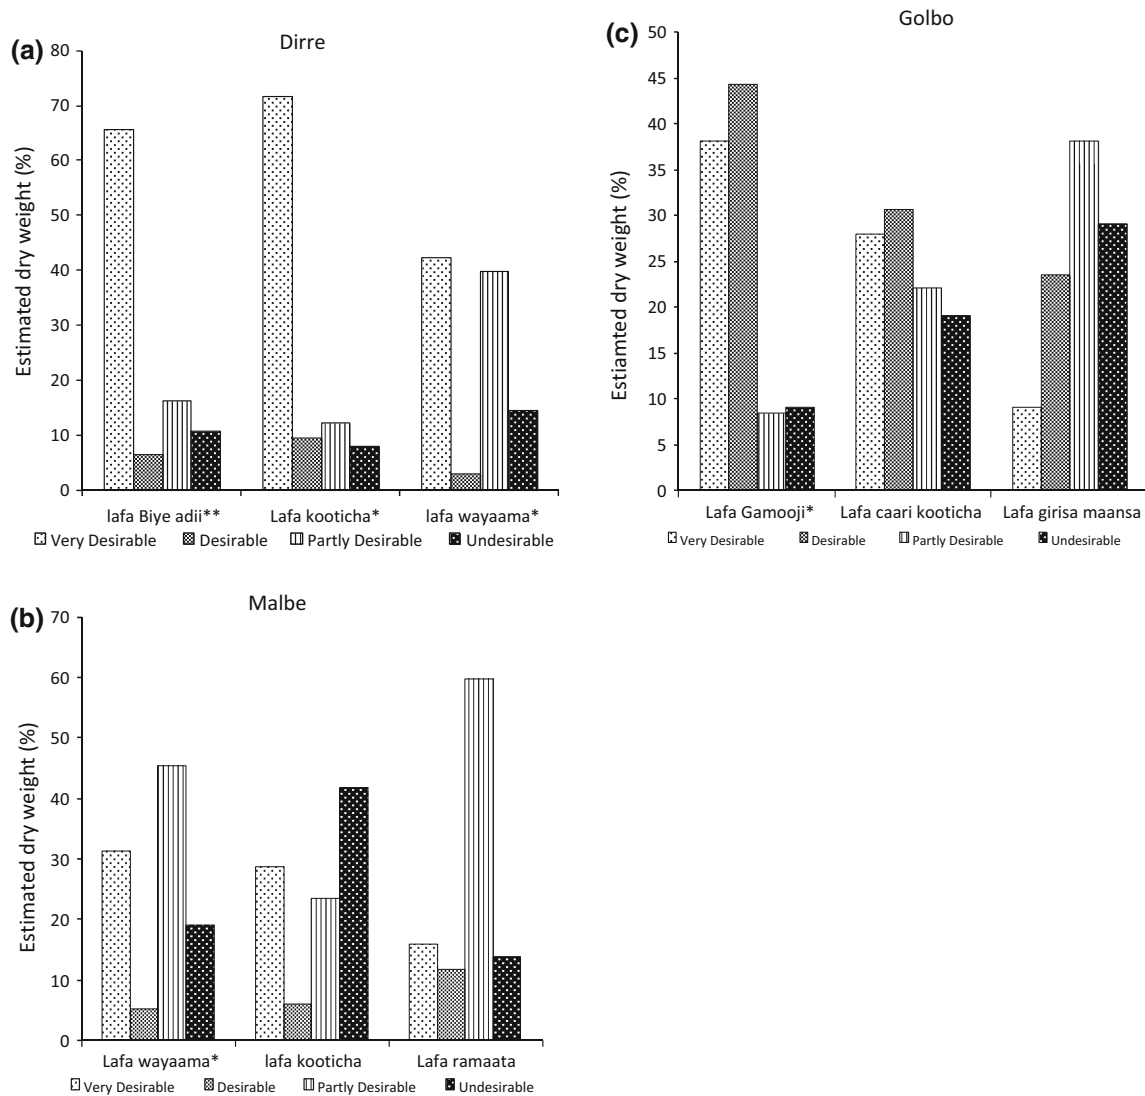 (a)
Dirre
Estimated dry weight (%)
80
70
60
50
40
30
20
10
0
lafa Biye adii** Lafa kooticha* lafa wayaama*
Very Desirable Desirable Partly Desirable Undesirable
(b)
Malbe
Estimated dry weight (%)
70
60
50
40
30
20
10
0
Lafa wayaama* lafa kooticha Lafa ramaata
Very Desirable Desirable Partly Desirable Undesirable
(c)
Golbo
Estiamted dry weight (%)
50
45
40
35
30
25
20
15
10
5
0
Lafa Gamooji* Lafa caari kooticha Lafa girisa maansa
Very Desirable Desirable Partly Desirable Undesirable